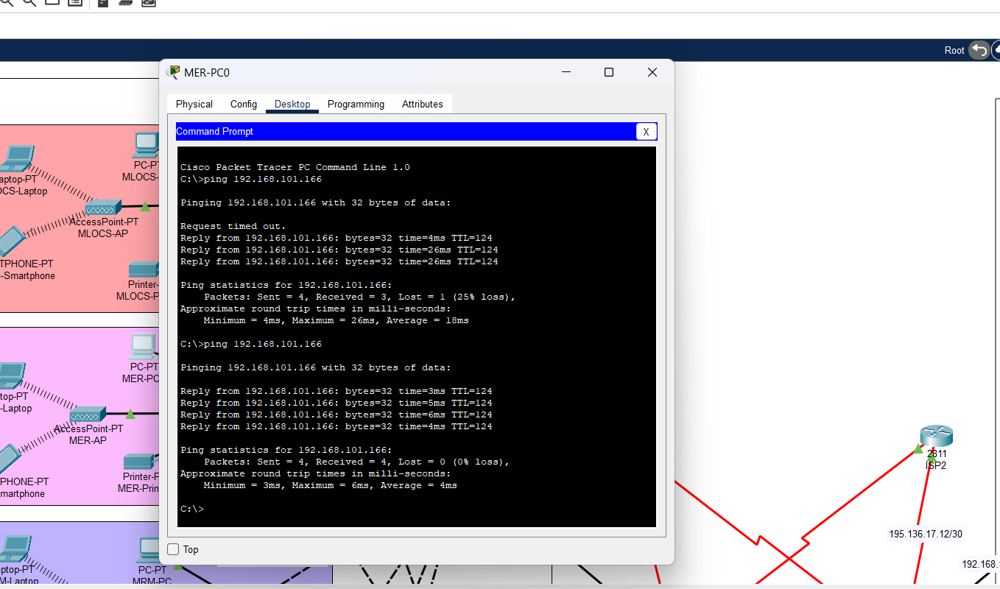 Root
MER-PC0
Physical Config Desktop Programming Attributes
Command Prompt
X
Cisco Packet Tracer PC Command Line 1.0
C:\>ping 192.168.101.166
Pinging 192.168.101.166 with 32 bytes of data:
Request timed out.
Reply from 192.168.101.166: bytes=32 time=4ms TTL=124
Reply from 192.168.101.166: bytes=32 time=26ms TTL=124
Reply from 192.168.101.166: bytes=32 time=26ms TTL=124
Ping statistics for 192.168.101.166:
Packets: Sent = 4, Received = 3, Lost = 1 (25% loss),
Approximate round trip times in milli-seconds:
Minimum = 4ms, Maximum = 26ms, Average = 18ms
C:\>ping 192.168.101.166
Pinging 192.168.101.166 with 32 bytes of data:
Reply from 192.168.101.166: bytes=32 time=3ms TTL=124
Reply from 192.168.101.166: bytes=32 time=5ms TTL=124
Reply from 192.168.101.166: bytes=32 time=6ms TTL=124
Reply from 192.168.101.166: bytes=32 time=4ms TTL=124
Ping statistics for 192.168.101.166:
Packets: Sent = 4, Received = 4, Lost = 0 (0% loss),
Approximate round trip times in milli-seconds:
Minimum = 3ms, Maximum = 6ms, Average = 4ms
C:\>
Top
PC-PT
MLOCS-
aptop-PT
OCS-Laptop
AccessPoint-PT
MLOCS-AP
TPHONE-PT
-Smartphone
Printer-
MLOCS-P
PC-PT
MER-PC
top-PT
-Laptop
AccessPoint-PT
MER-AP
PHONE-PT
martphone
Printer-P
MER-Prin
ptop-PT
M-Laptop
PC-PT
MRM-PC
2811
ISP2
195.136.17.12/30
192.168.